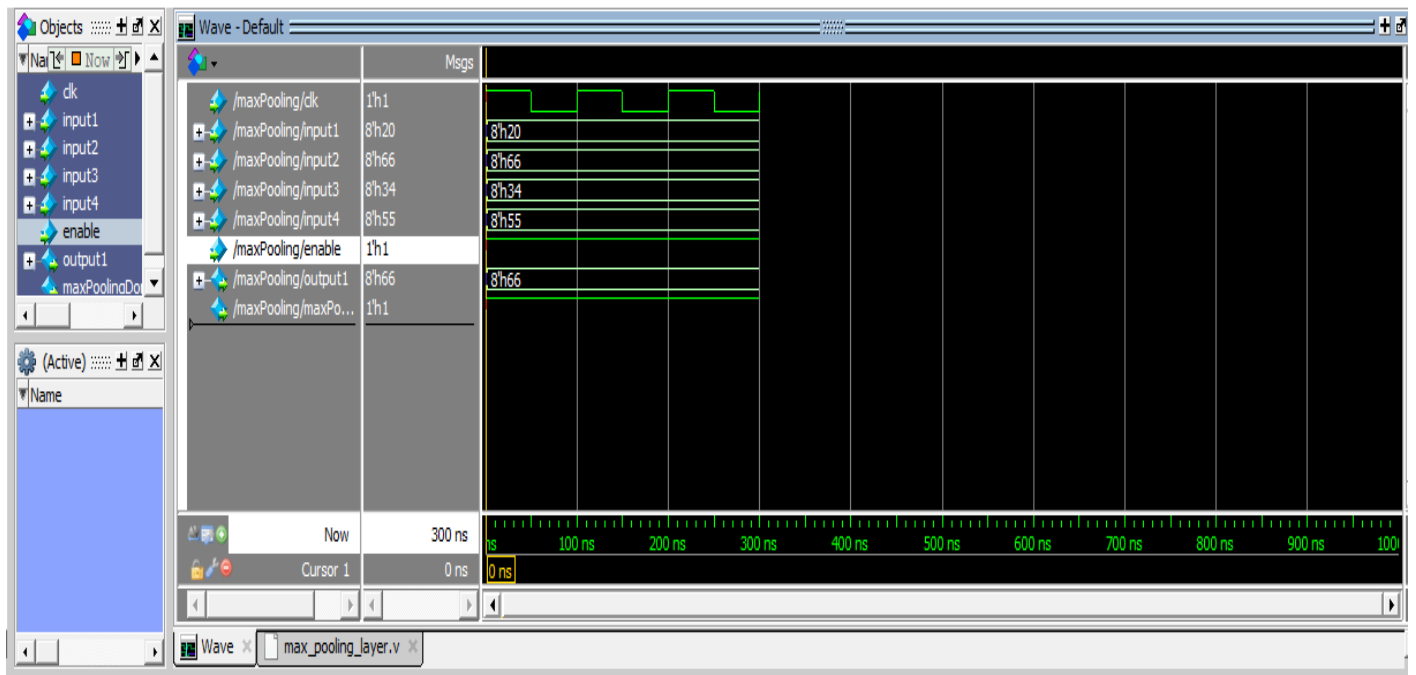 Objects
Wave - Default
Now
Msgs
clk
input1
input2
input3
input4
enable
output1
/maxPooling/clk 1'h1
/maxPooling/input1 8'h20 8'h20
/maxPooling/input2 8'h66 8'h66
/maxPooling/input3 8'h34 8'h34
/maxPooling/input4 8'h55 8'h55
/maxPooling/enable 1'h1
/maxPooling/output1 8'h66 8'h66
/maxPooling/maxPo... 1'h1
(Active)
Name
Now 300 ns
ns 100 ns 200 ns 300 ns 400 ns 500 ns 600 ns 700 ns 800 ns 900 ns 100
Cursor 1 0 ns 0 ns
Wave max_pooling_layer.v